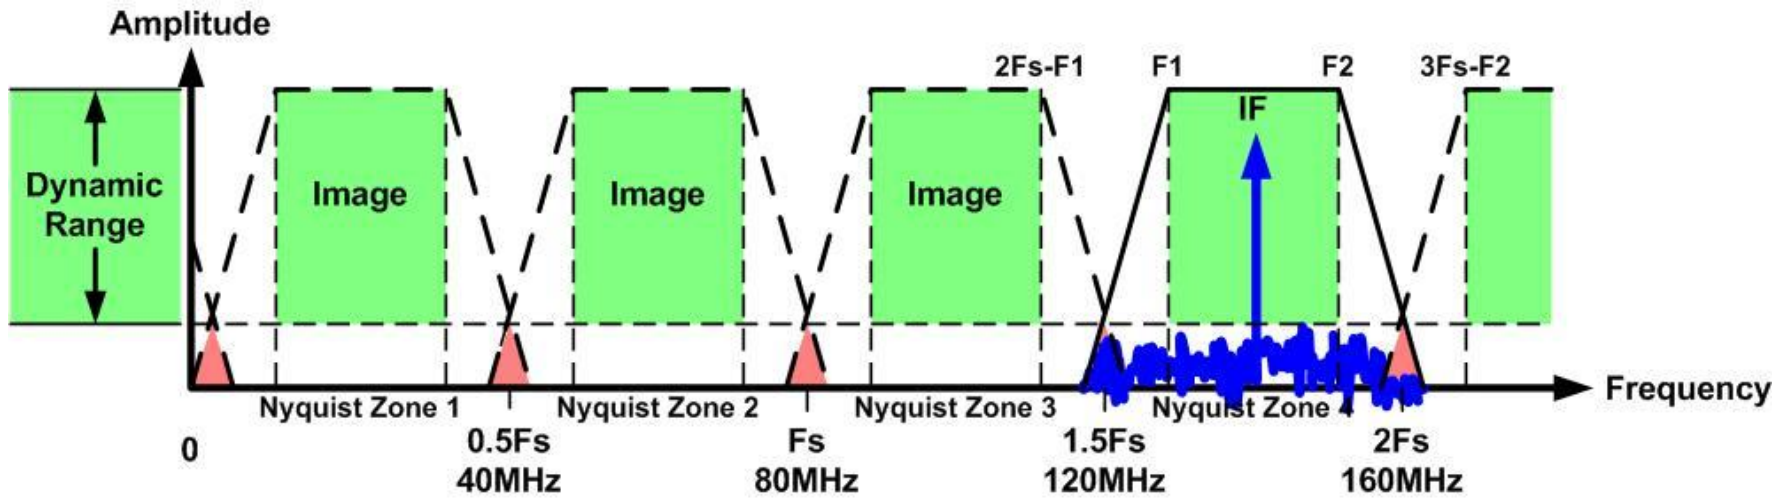 Amplitude
2Fs-F1
F1
F2
3Fs-F2
IF
Dynamic
Range
Image
Image
Image
Frequency
Nyquist Zone 1
Nyquist Zone 2
Nyquist Zone 3
Nyquist Zone 4
0
0.5Fs
40MHz
Fs
80MHz
1.5Fs
120MHz
2Fs
160MHz